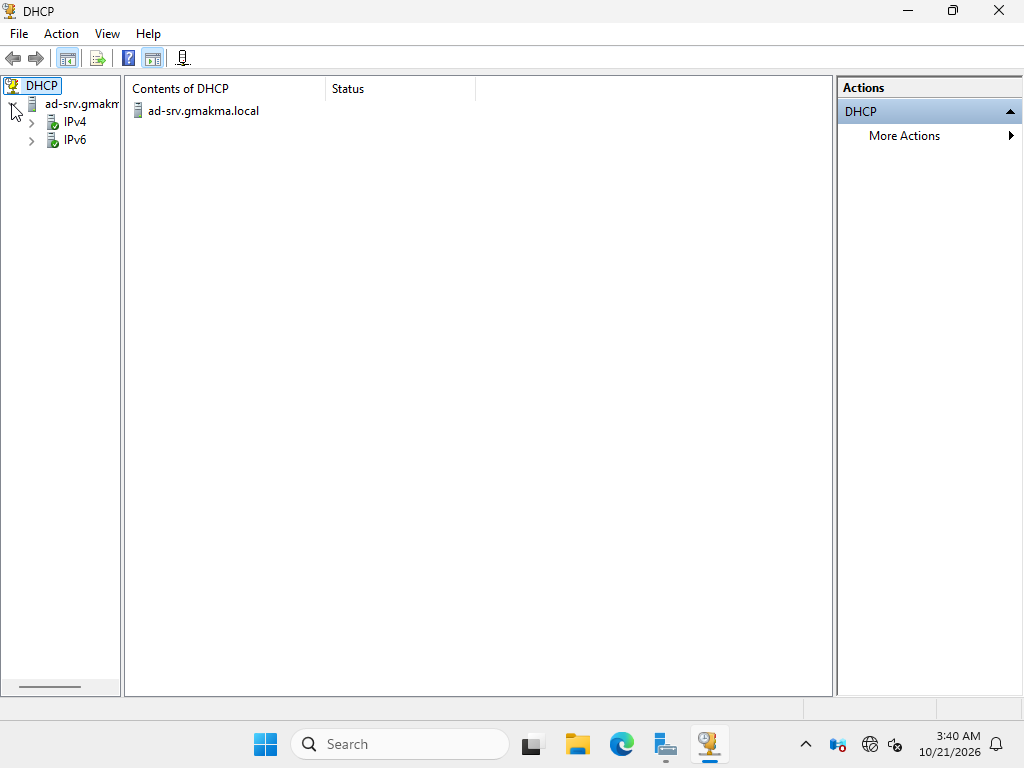 DHCP
File Action View Help
DHCP
ad-srv.gmakm
IPv4
IPv6
Contents of DHCP Status
ad-srv.gmakma.local
Actions
DHCP
More Actions
Search
3:40 AM
10/21/2026